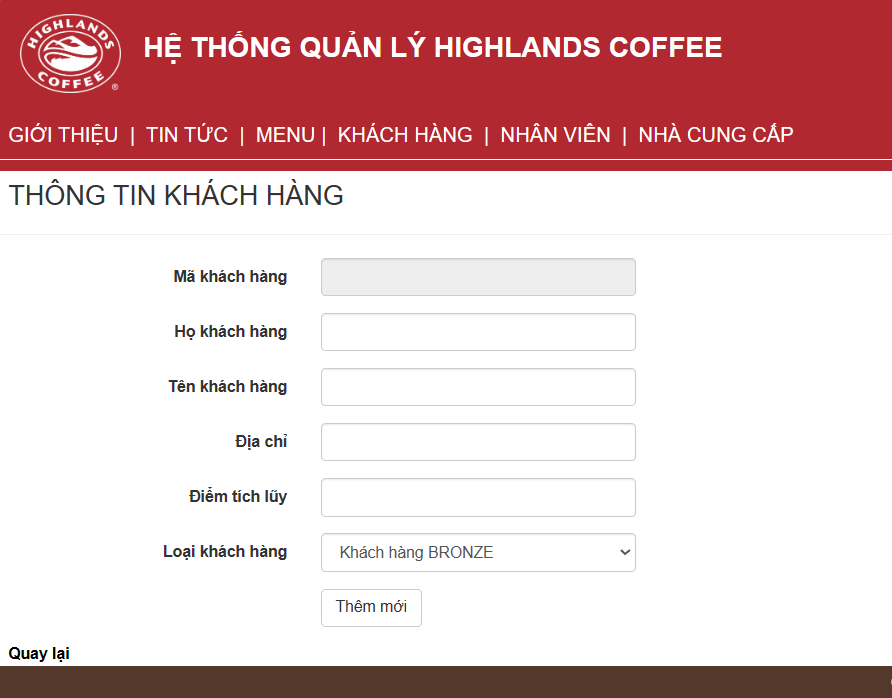 HIGHLANDS COFFEE ®
HỆ THỐNG QUẢN LÝ HIGHLANDS COFFEE
GIỚI THIỆU | TIN TỨC | MENU | KHÁCH HÀNG | NHÂN VIÊN | NHÀ CUNG CẤP
THÔNG TIN KHÁCH HÀNG
Mã khách hàng
Họ khách hàng
Tên khách hàng
Địa chỉ
Điểm tích lũy
Loại khách hàng Khách hàng BRONZE
Thêm mới
Quay lại